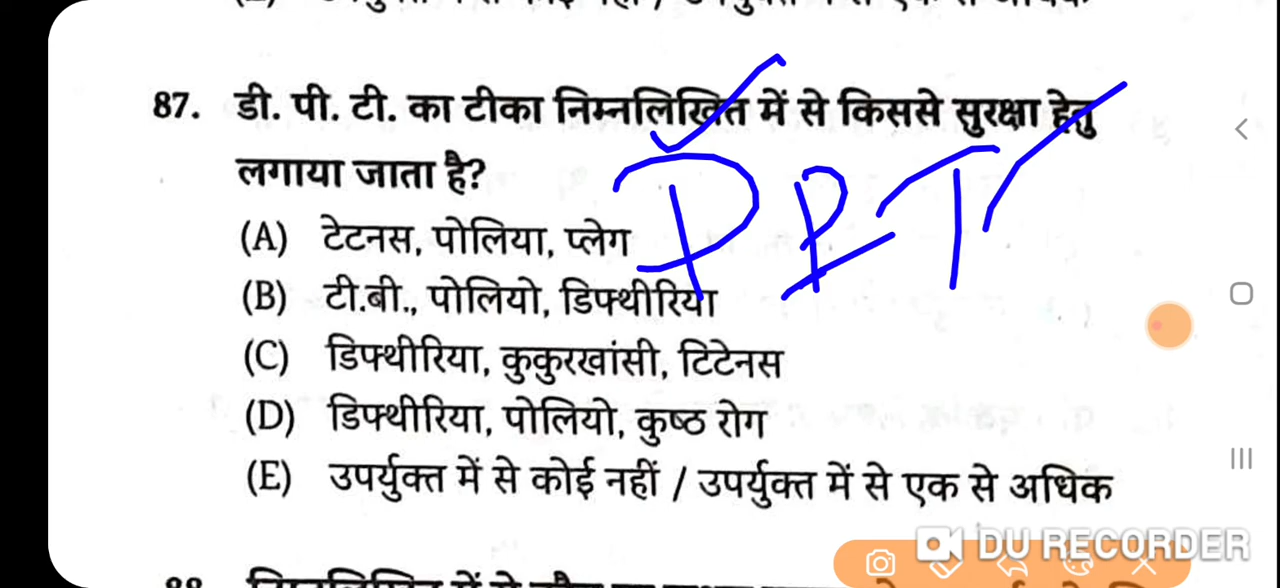 87. डी. पी. टी. का टीका निम्नलिखित में से किससे सुरक्षा हेतु
लगाया जाता है?
DPT
(A) टेटनस, पोलिया, प्लेग
(B) टी.बी., पोलियो, डिफ्थीरिया
(C) डिफ्थीरिया, कुकुरखांसी, टिटेनस
(D) डिफ्थीरिया, पोलियो, कुष्ठ रोग
(E) उपर्युक्त में से कोई नहीं / उपर्युक्त में से एक से अधिक
DU RECORDER